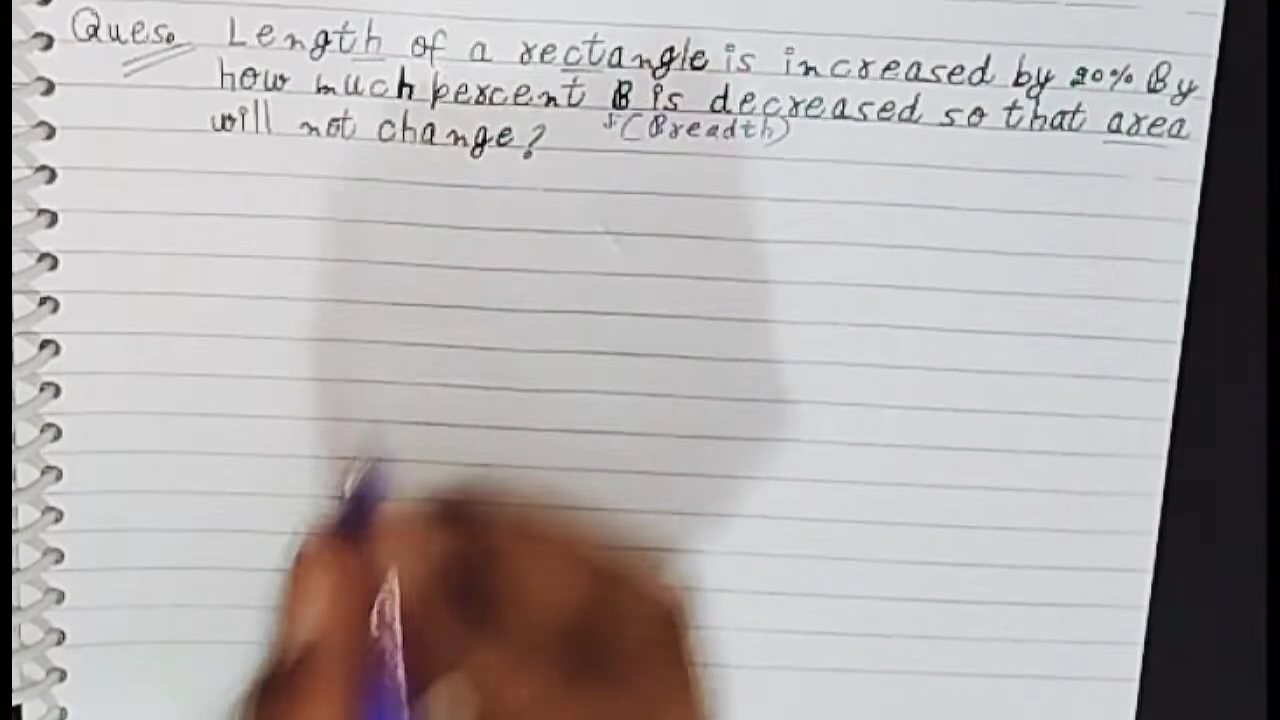 Ques. Length of a rectangle is increased by 20% By
how much percent B is decreased so that area
(Breadth)
will not change?